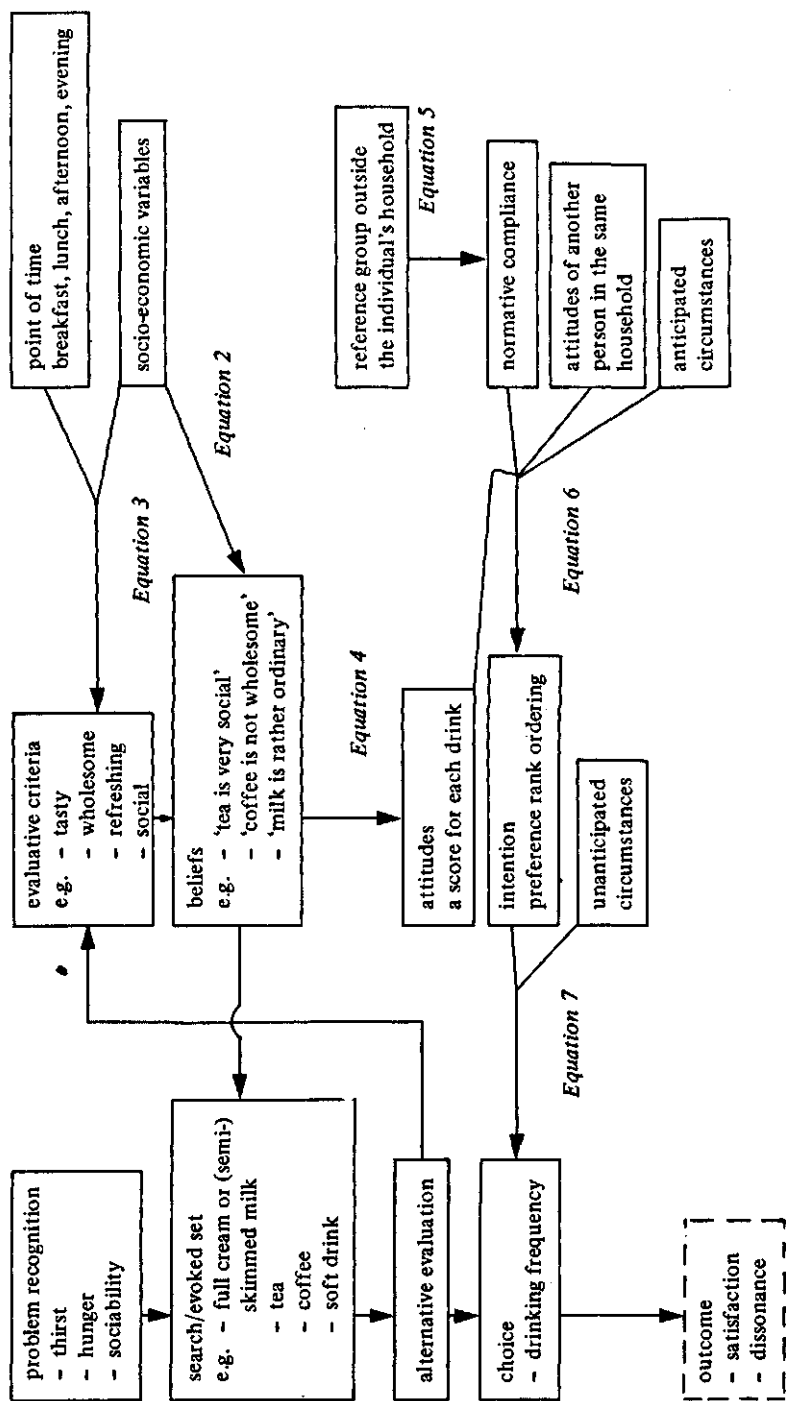 problem recognition
- thirst
- hunger
- sociability
search/evoked set
e.g. - full cream or (semi-)
skimmed milk
- tea
- coffee
- soft drink
alternative evaluation
choice
- drinking frequency
outcome
- satisfaction
- dissonance
evaluative criteria
e.g. - tasty
- wholesome
- refreshing
- social
beliefs
e.g. - 'tea is very social'
- 'coffee is not wholesome'
- 'milk is rather ordinary'
Equation 3
Equation 2
Equation 4
attitudes
a score for each drink
intention
preference rank ordering
unanticipated
circumstances
Equation 7
Equation 6
point of time
breakfast, lunch, afternoon, evening
socio-economic variables
reference group outside
the individual's household
Equation 5
normative compliance
attitudes of another
person in the same
household
anticipated
circumstances